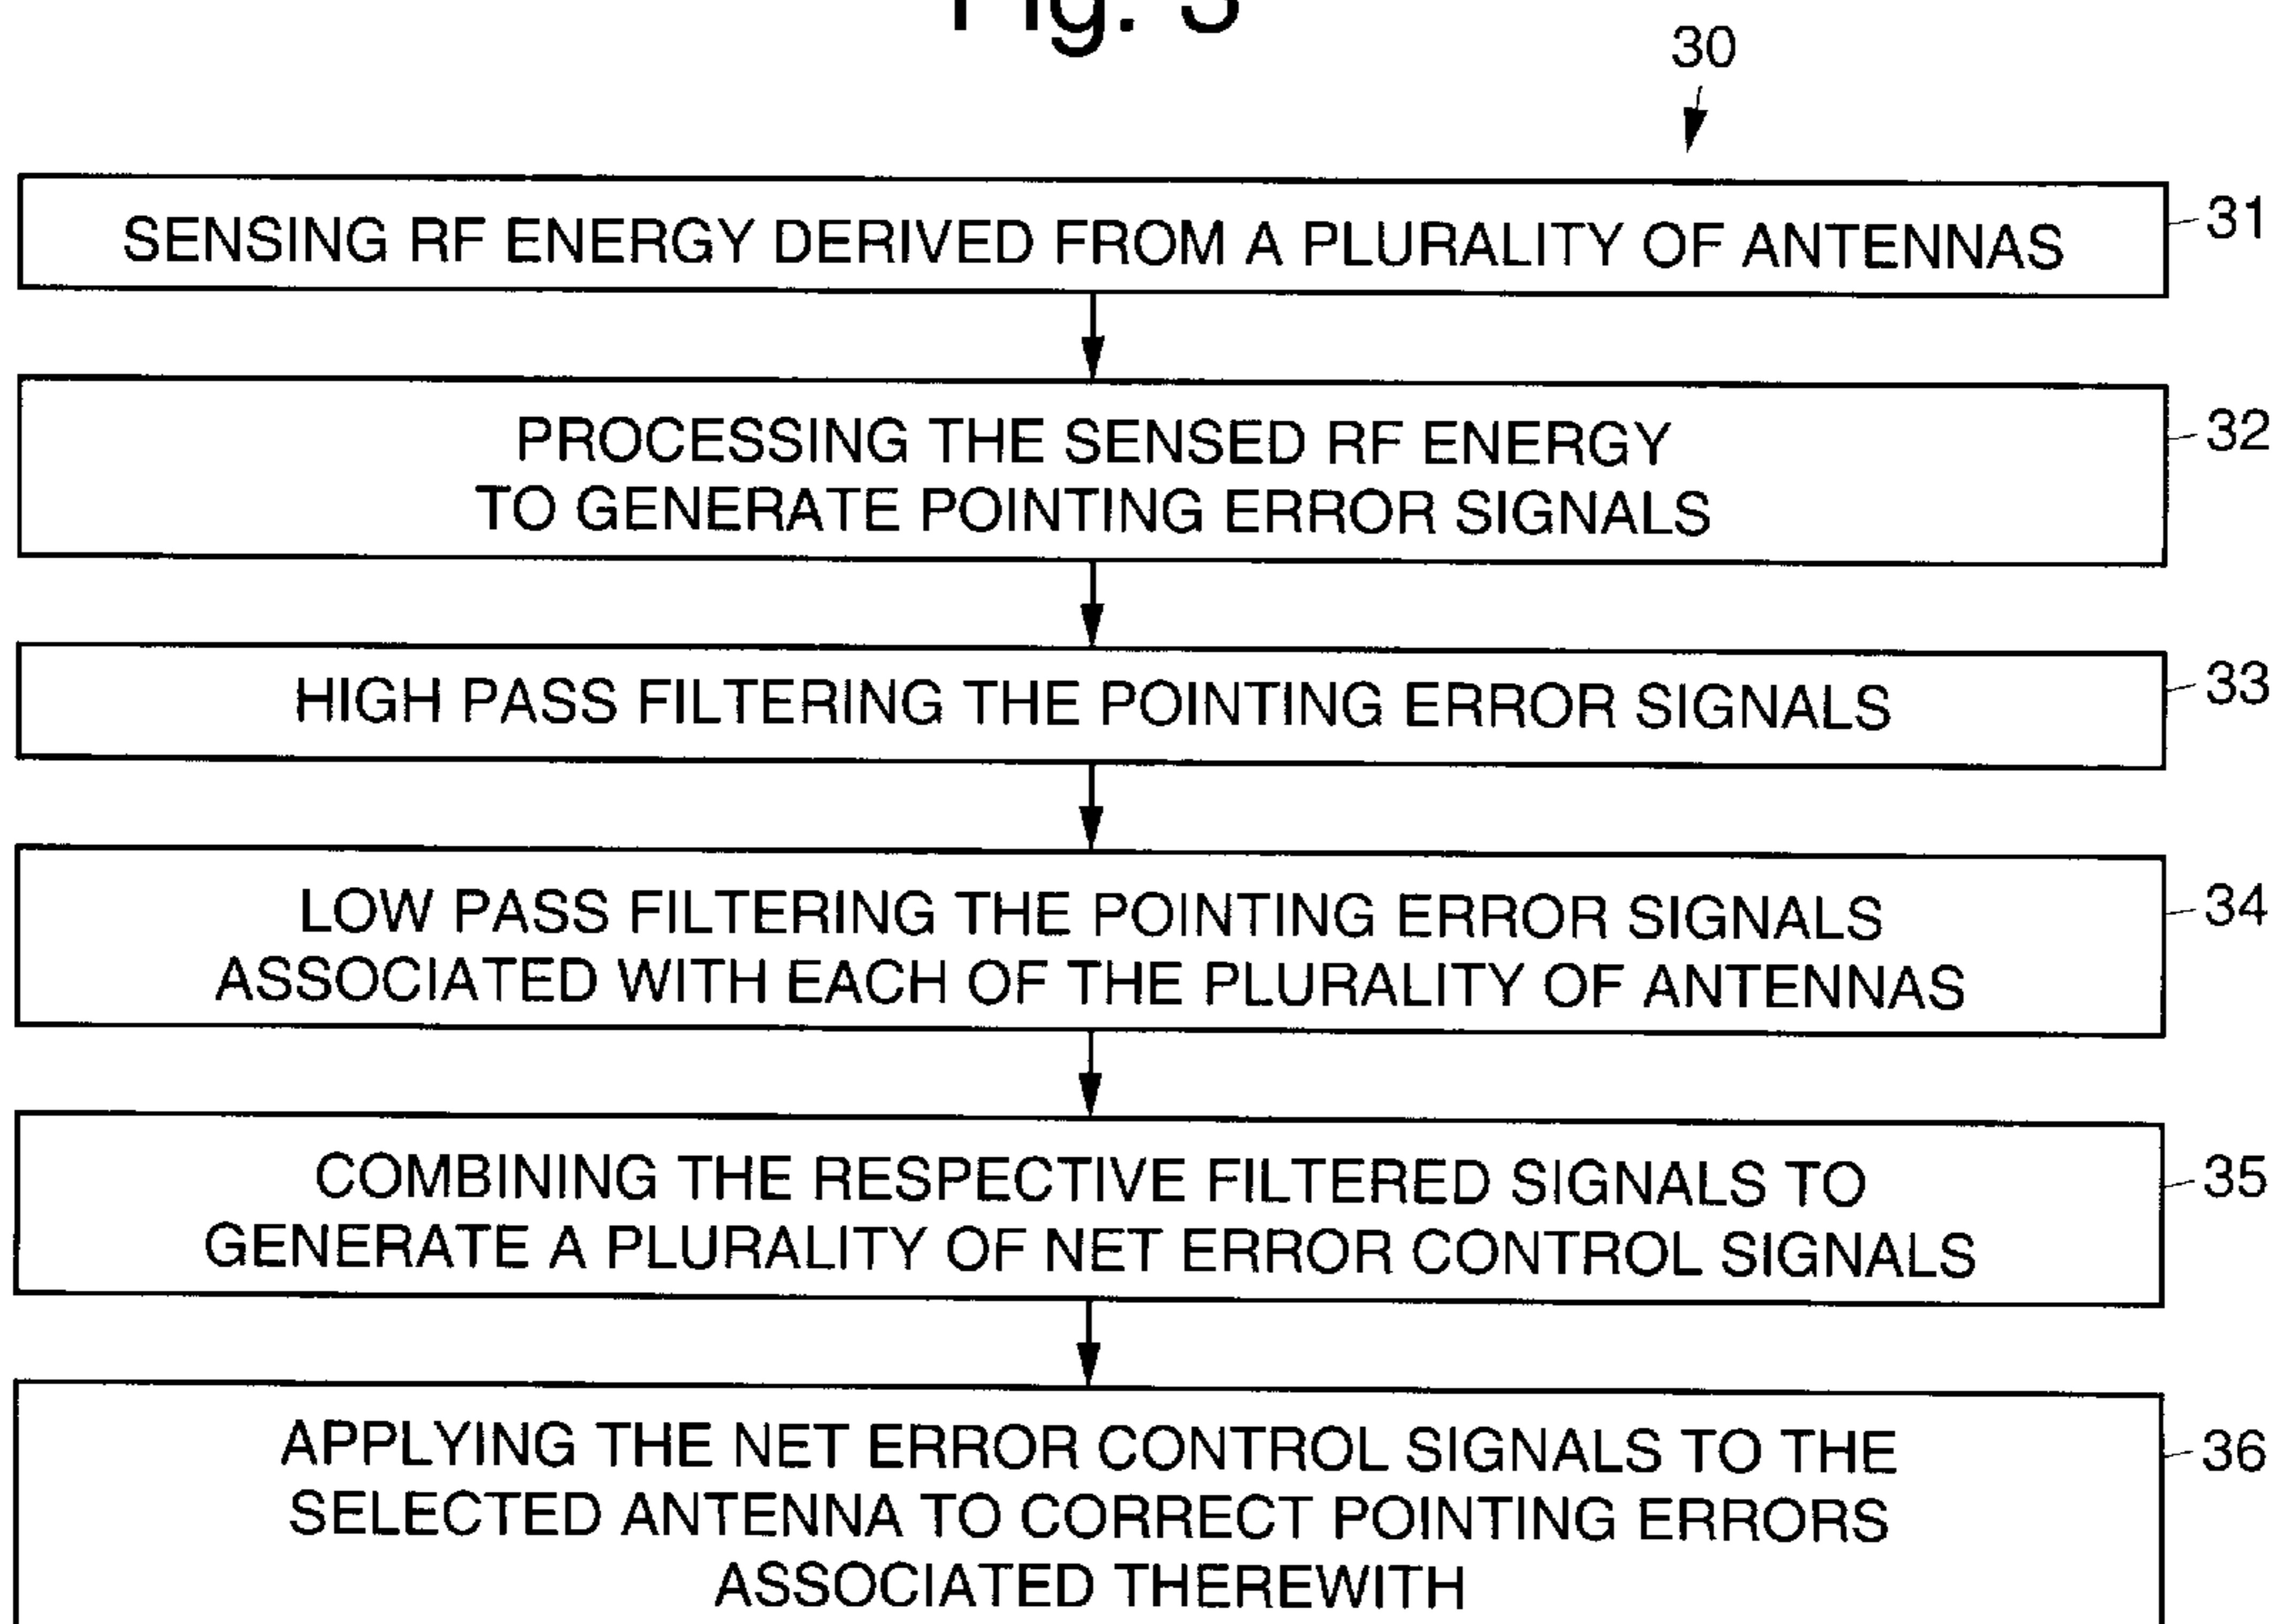 Fig. 3
30
SENSING RF ENERGY DERIVED FROM A PLURALITY OF ANTENNAS
31
PROCESSING THE SENSED RF ENERGY
TO GENERATE POINTING ERROR SIGNALS
32
HIGH PASS FILTERING THE POINTING ERROR SIGNALS
33
LOW PASS FILTERING THE POINTING ERROR SIGNALS
ASSOCIATED WITH EACH OF THE PLURALITY OF ANTENNAS
34
COMBINING THE RESPECTIVE FILTERED SIGNALS TO
GENERATE A PLURALITY OF NET ERROR CONTROL SIGNALS
35
APPLYING THE NET ERROR CONTROL SIGNALS TO THE
SELECTED ANTENNA TO CORRECT POINTING ERRORS
ASSOCIATED THEREWITH
36